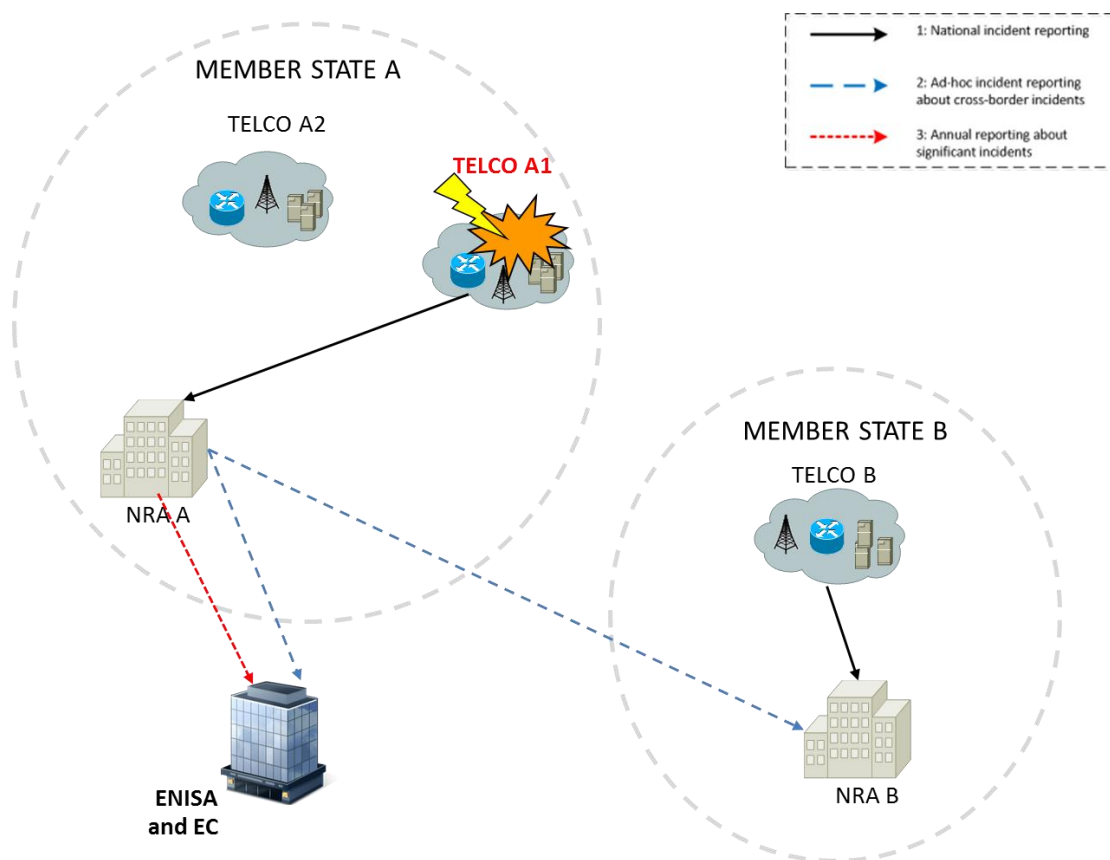 1: National incident reporting
2: Ad-hoc incident reporting
about cross-border incidents
3: Annual reporting about
significant incidents
MEMBER STATE A
TELCO A2
TELCO A1
NRA A
MEMBER STATE B
TELCO B
NRA B
ENISA
and EC